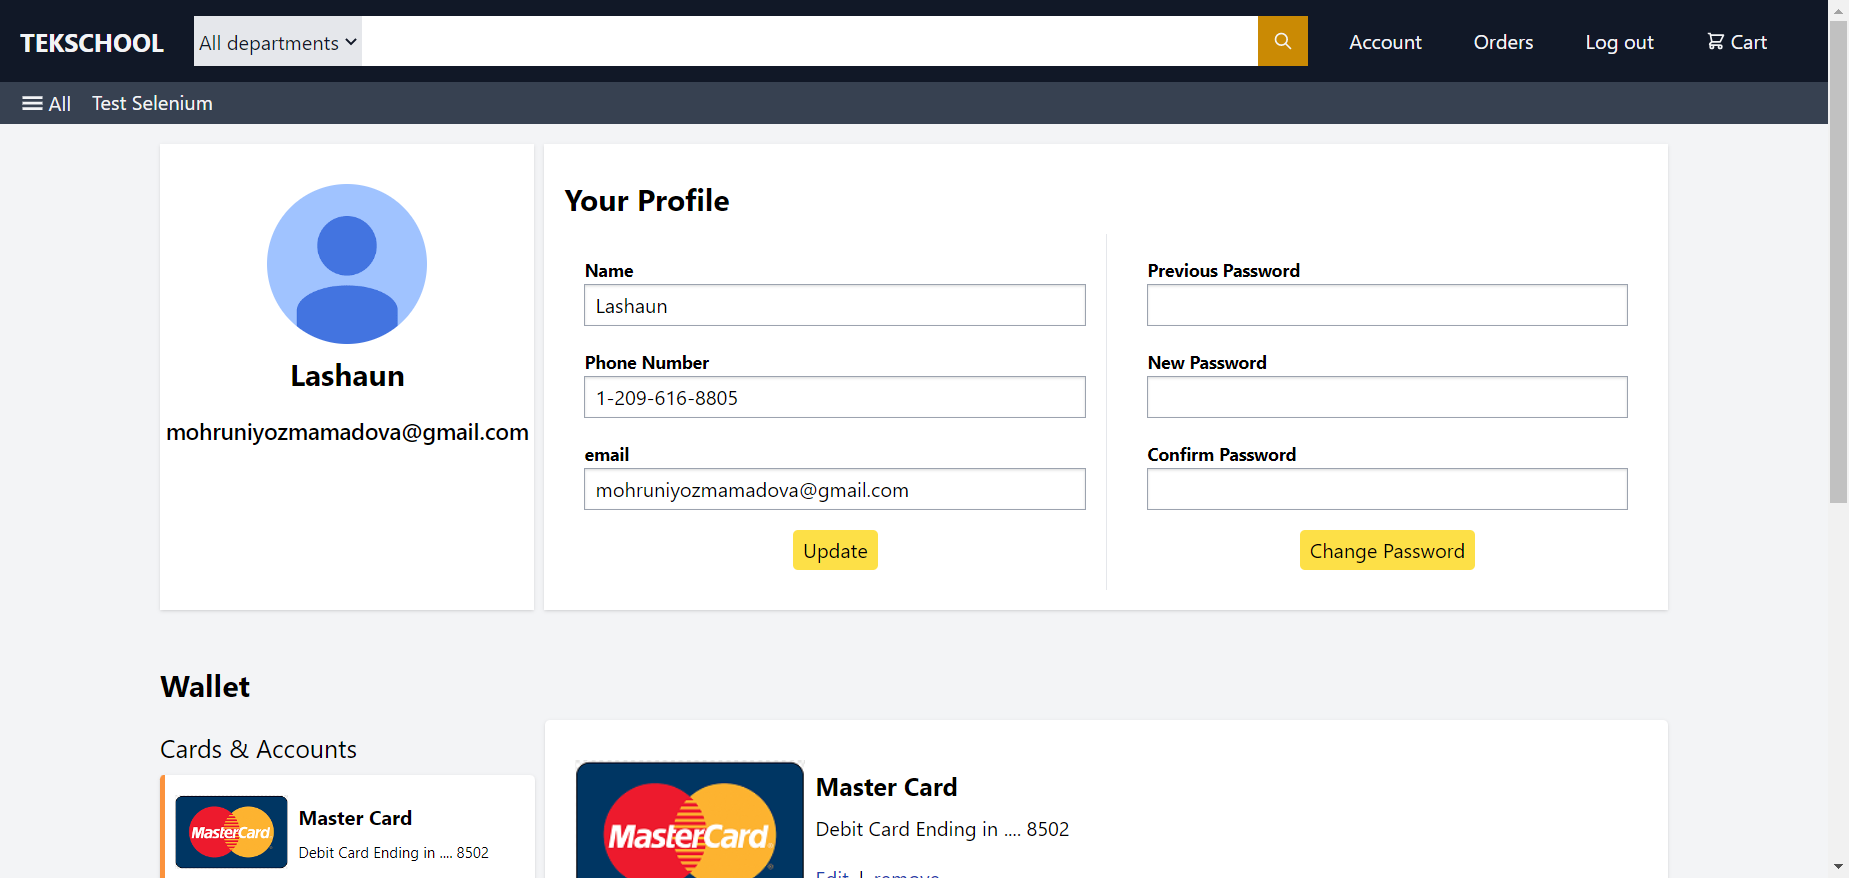 TEKSCHOOL
All departments
Account
Orders
Log out
Cart
All
Test Selenium
Lashaun
mohruniyozmamadova@gmail.com
Your Profile
Name
Lashaun
Phone Number
1-209-616-8805
email
mohruniyozmamadova@gmail.com
Update
Previous Password
New Password
Confirm Password
Change Password
Wallet
Cards & Accounts
MasterCard
Master Card
Debit Card Ending in .... 8502
MasterCard
Master Card
Debit Card Ending in .... 8502
Edit | remove